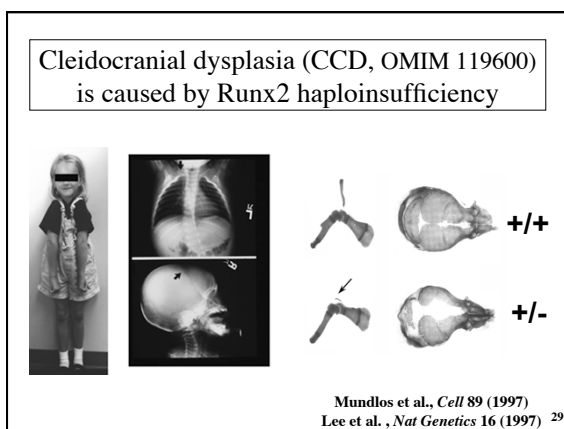 Cleidocranial dysplasia (CCD, OMIM 119600)
is caused by Runx2 haploinsufficiency
+/+
+/-
Mundlos et al., Cell 89 (1997)
Lee et al. , Nat Genetics 16 (1997) 29